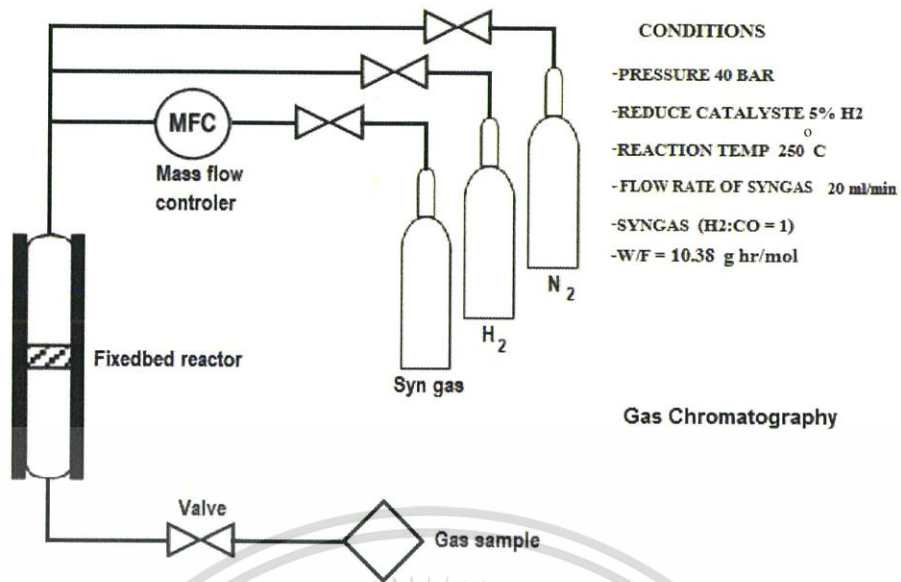 CONDITIONS
-PRESSURE 40 BAR
-REDUCE CATALYSTE 5% H2
-REACTION TEMP 250 °C
-FLOW RATE OF SYNGAS 20 ml/min
-SYNGAS (H2:CO = 1)
-W/F = 10.38 g hr/mol
MFC
Mass flow
controler
N2
H2
Syn gas
Fixedbed reactor
Gas Chromatography
Valve
Gas sample